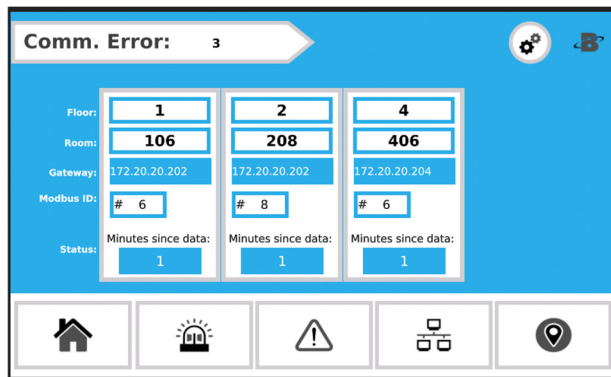 Comm. Error: 3
B
Floor: 1 2 4
Room: 106 208 406
Gateway: 172.20.20.202 172.20.20.202 172.20.20.204
Modbus ID: # 6 # 8 # 6
Minutes since data: Minutes since data: Minutes since data:
Status: 1 1 1